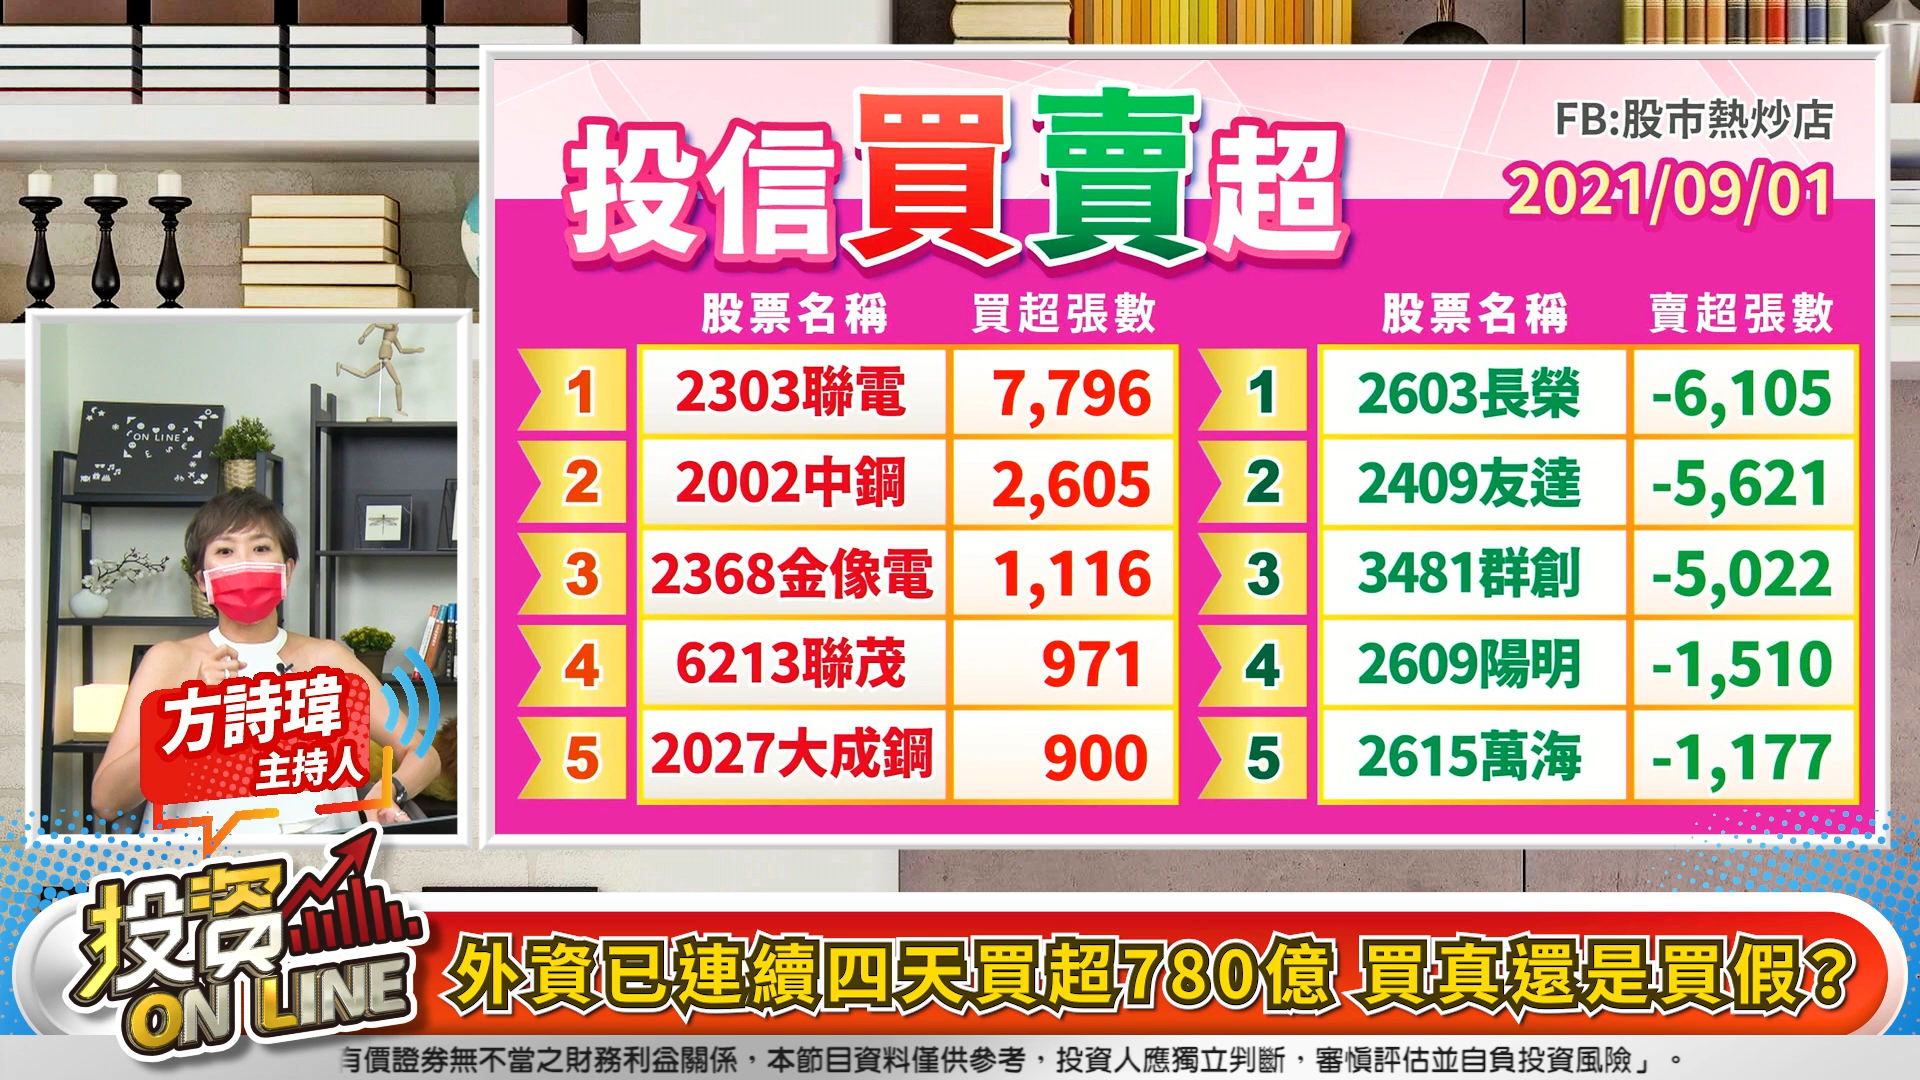 FB:股市熱炒店
投信買賣超
2021/09/01
股票名稱 買超張數 股票名稱 賣超張數
1 2303聯電 7,796 1 2603長榮 -6,105
2 2002中鋼 2,605 2 2409友達 -5,621
3 2368金像電 1,116 3 3481群創 -5,022
4 6213聯茂 971 4 2609陽明 -1,510
5 2027大成鋼 900 5 2615萬海 -1,177
ON LINE
方詩瑋
主持人
投資
ON LINE
外資已連續四天買超780億 買真還是買假?
有價證券無不當之財務利益關係，本節目資料僅供參考，投資人應獨立判斷，審慎評估並自負投資風險」。